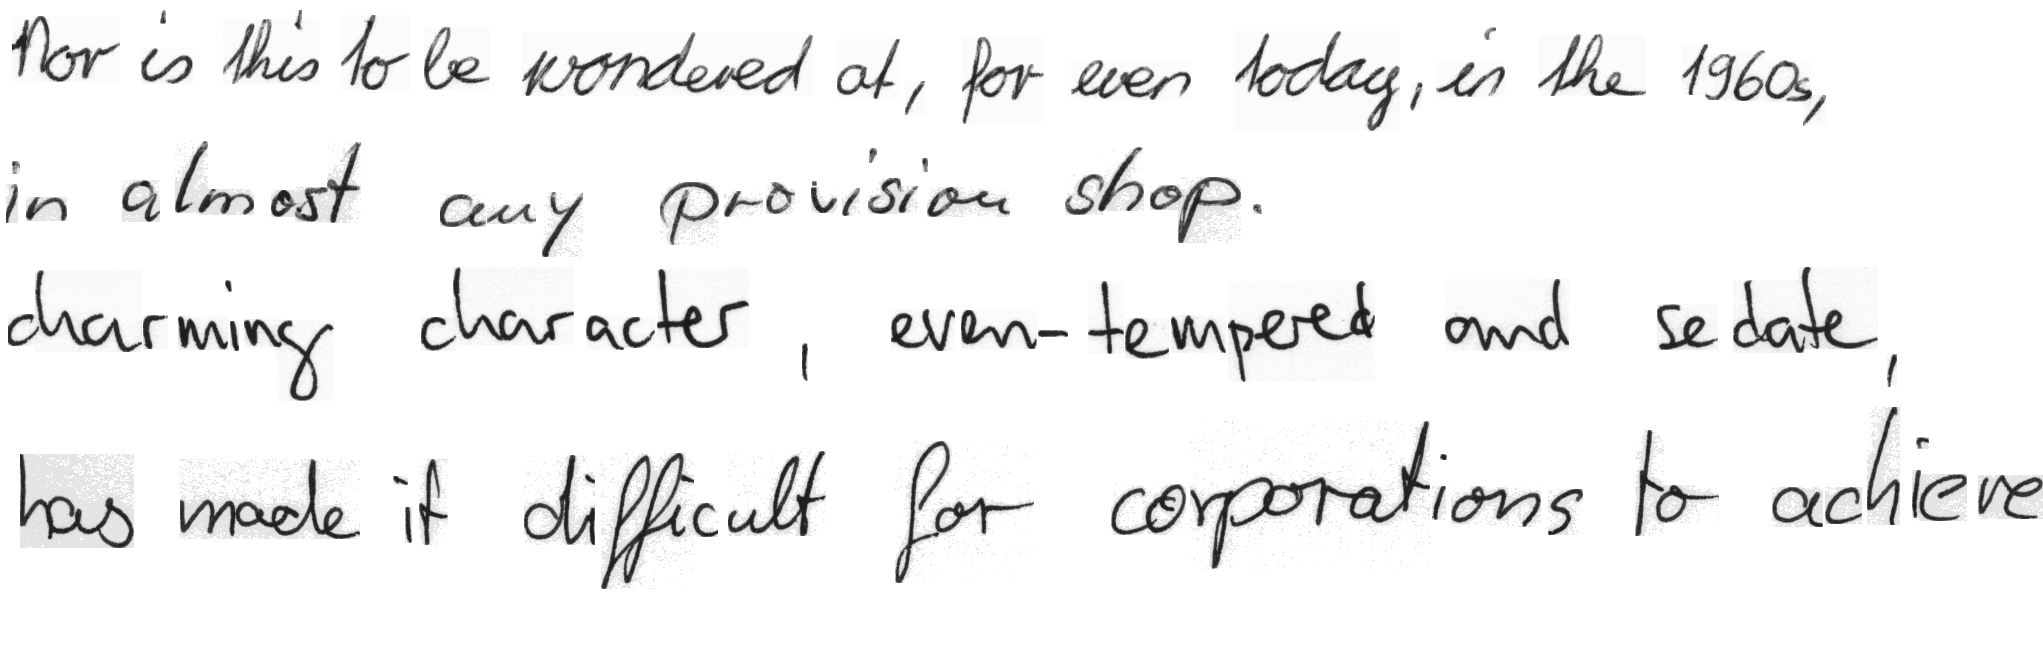 Nor is this to be wondered at, for even today, in the 1960s,
in almost any provision shop.
charming character, even-tempered and sedate,
has made it difficult for corporations to achieve